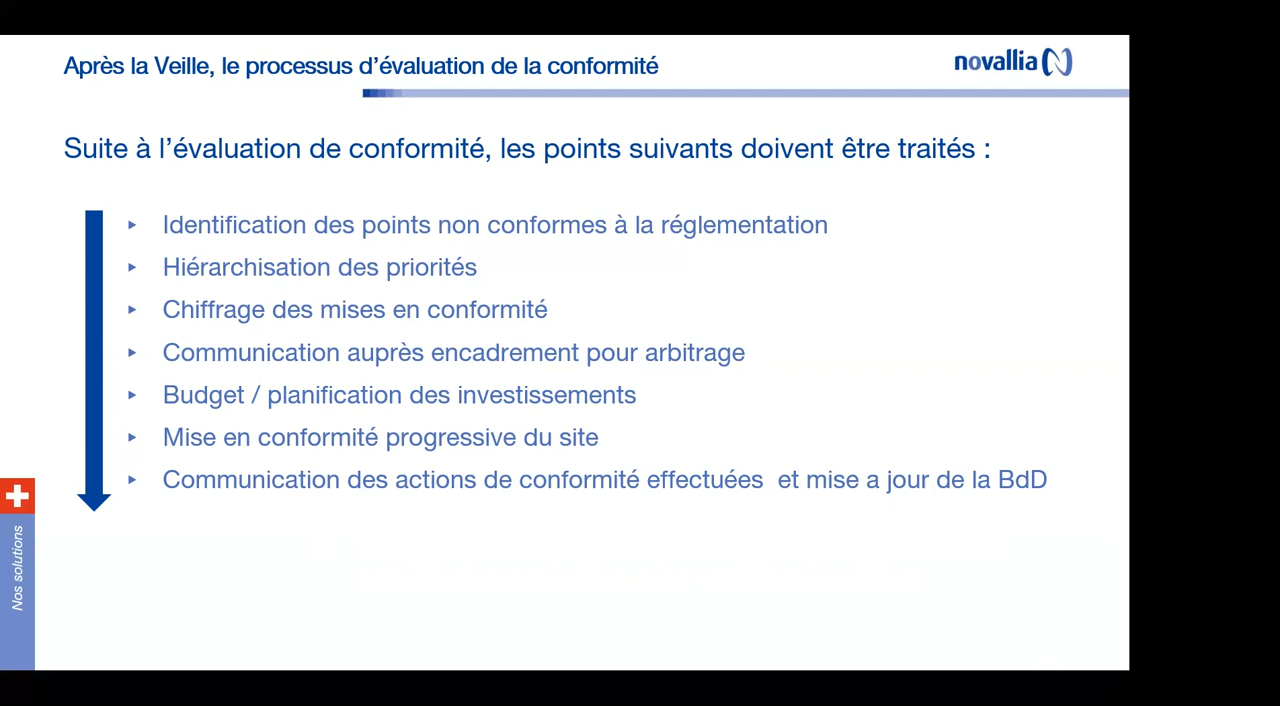 Après la Veille, le processus d’évaluation de la conformité
novallia
Suite à l’évaluation de conformité, les points suivants doivent être traités :
Identification des points non conformes à la réglementation
Hiérarchisation des priorités
Chiffrage des mises en conformité
Communication auprès encadrement pour arbitrage
Budget / planification des investissements
Mise en conformité progressive du site
Communication des actions de conformité effectuées et mise a jour de la BdD
Nos solutions